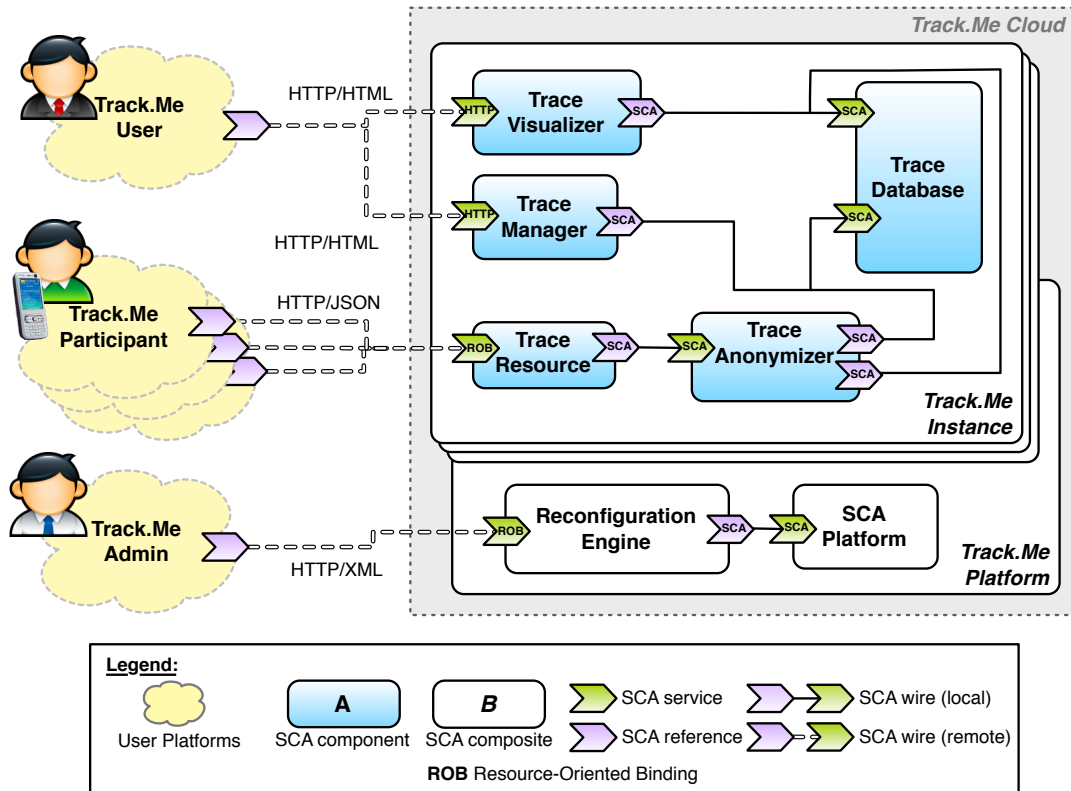 Track.Me Cloud
Track.Me
User
HTTP/HTML
HTTP
Trace
Visualizer
SCA
SCA
Trace
Database
SCA
HTTP
Trace
Manager
SCA
HTTP/HTML
Track.Me
Participant
HTTP/JSON
ROB
Trace
Resource
SCA
SCA
Trace
Anonymizer
SCA
SCA
Track.Me
Instance
Track.Me
Admin
HTTP/XML
ROB
Reconfiguration
Engine
SCA
SCA
SCA
Platform
Track.Me
Platform
Legend:
User Platforms
A
SCA component
B
SCA composite
SCA service
SCA reference
SCA wire (local)
SCA wire (remote)
ROB Resource-Oriented Binding